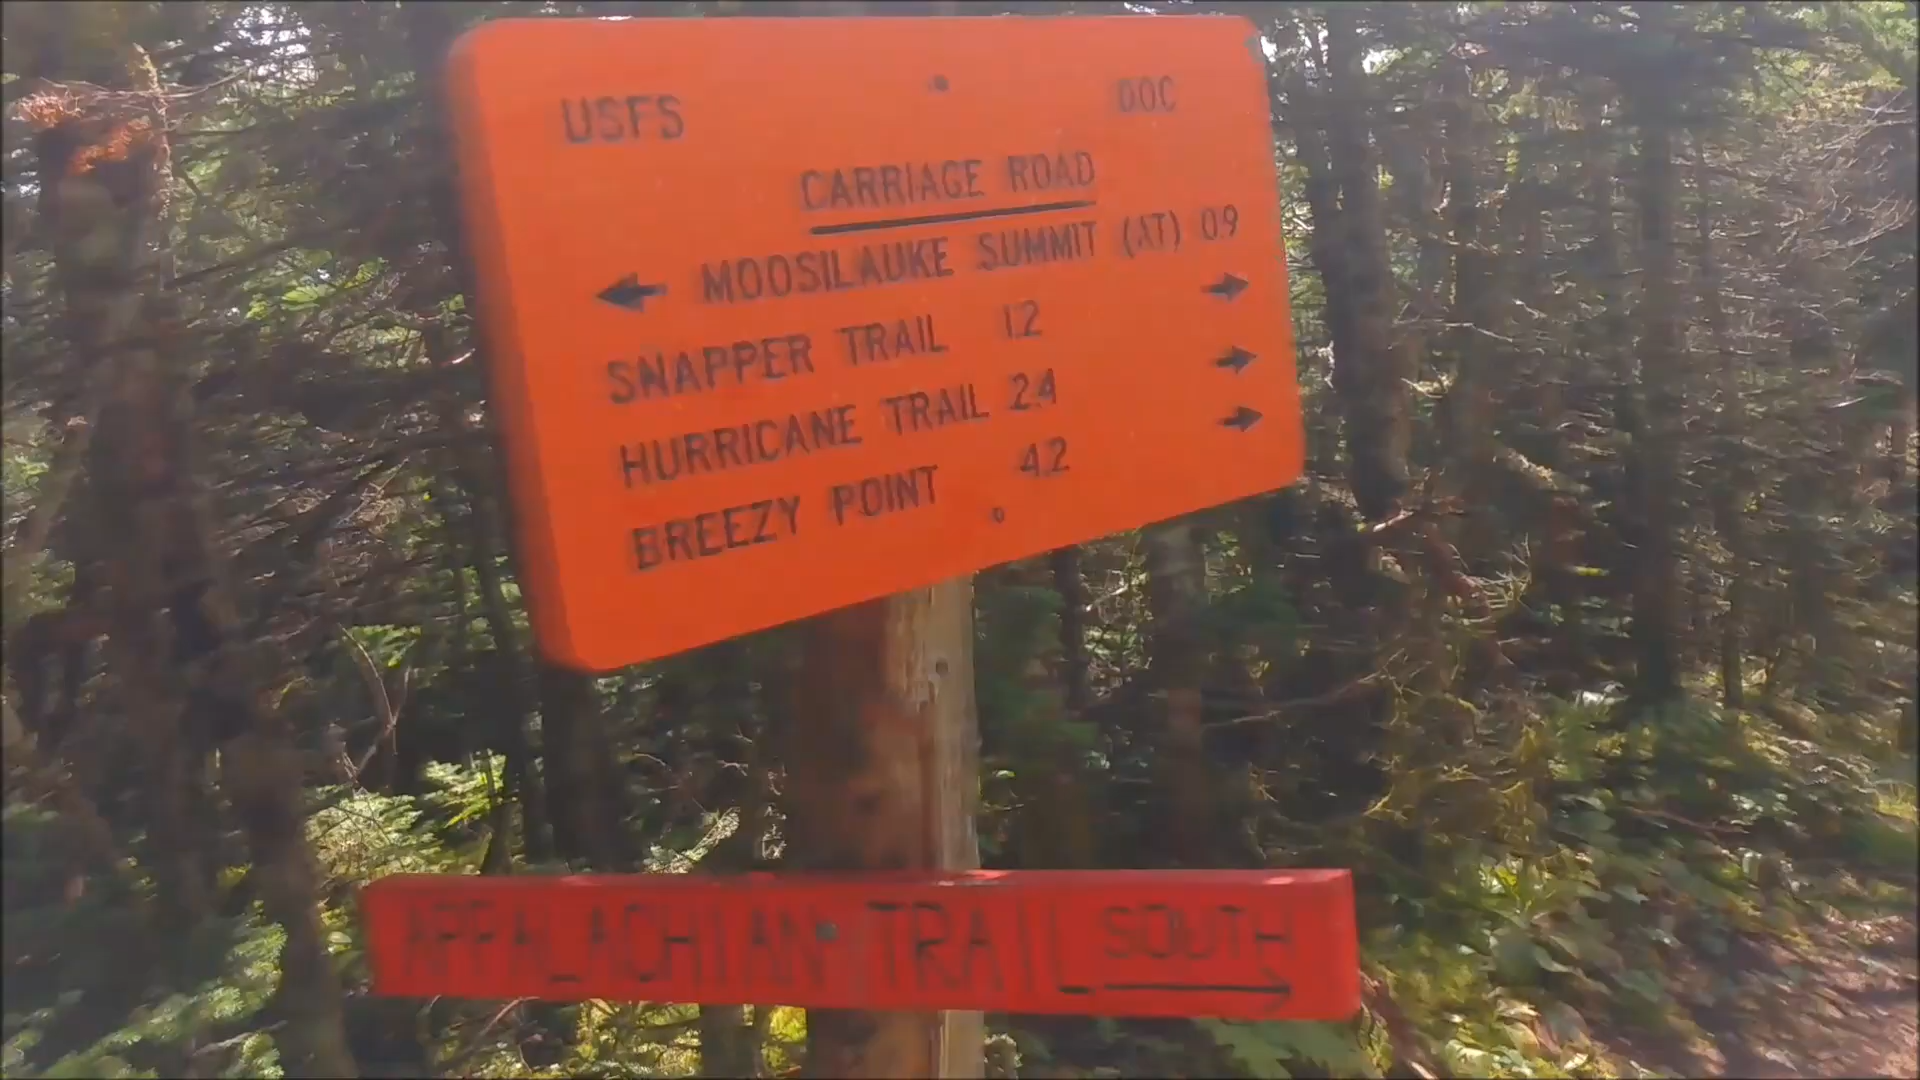 USFS DOC
CARRIAGE ROAD
MOOSILAUKE SUMMIT (AT) 0.9
SNAPPER TRAIL 1.2
HURRICANE TRAIL 2.4
BREEZY POINT 4.2
APPALACHIAN TRAIL SOUTH